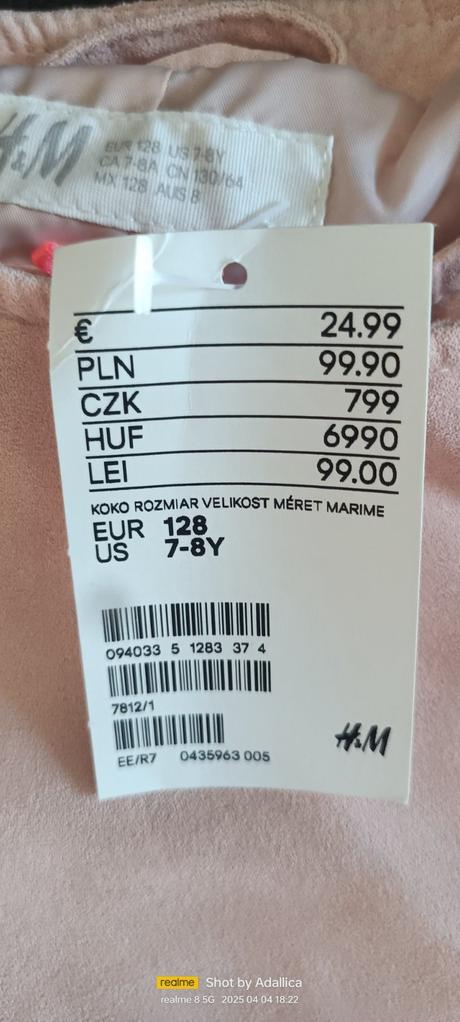 H&M
EUR 128 US 7-8Y
CA 7-8A CN 130/64
MX 128 AUS 8
€ 24.99
PLN 99.90
CZK 799
HUF 6990
LEI 99.00
KOKO ROZMIAR VELIKOST MÉRET MARIME
EUR 128
US 7-8Y
094033 5 1283 37 4
7812/1
EE/R7 0435963 005
H&M
realme Shot by Adallica
realme 8 5G 2025 04 04 18:22